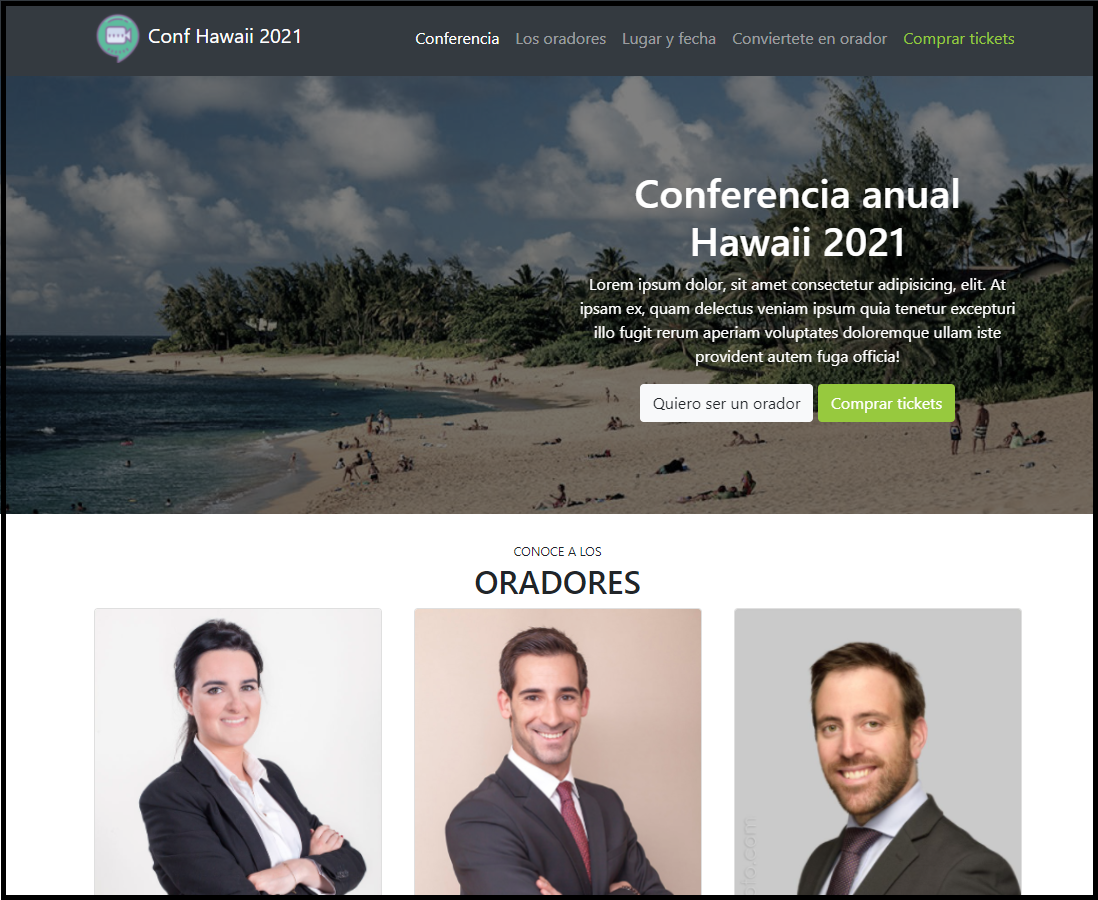 Conf Hawaii 2021
Conferencia
Los oradores
Lugar y fecha
Conviertete en orador
Comprar tickets
Conferencia anual
Hawaii 2021
Lorem ipsum dolor, sit amet consectetur adipisicing, elit. At
ipsam ex, quam delectus veniam ipsum quia tenetur excepturi
illo fugit rerum aperiam voluptates doloremque ullam iste
provident autem fuga officia!
Quiero ser un orador
Comprar tickets
CONOCE A LOS
ORADORES